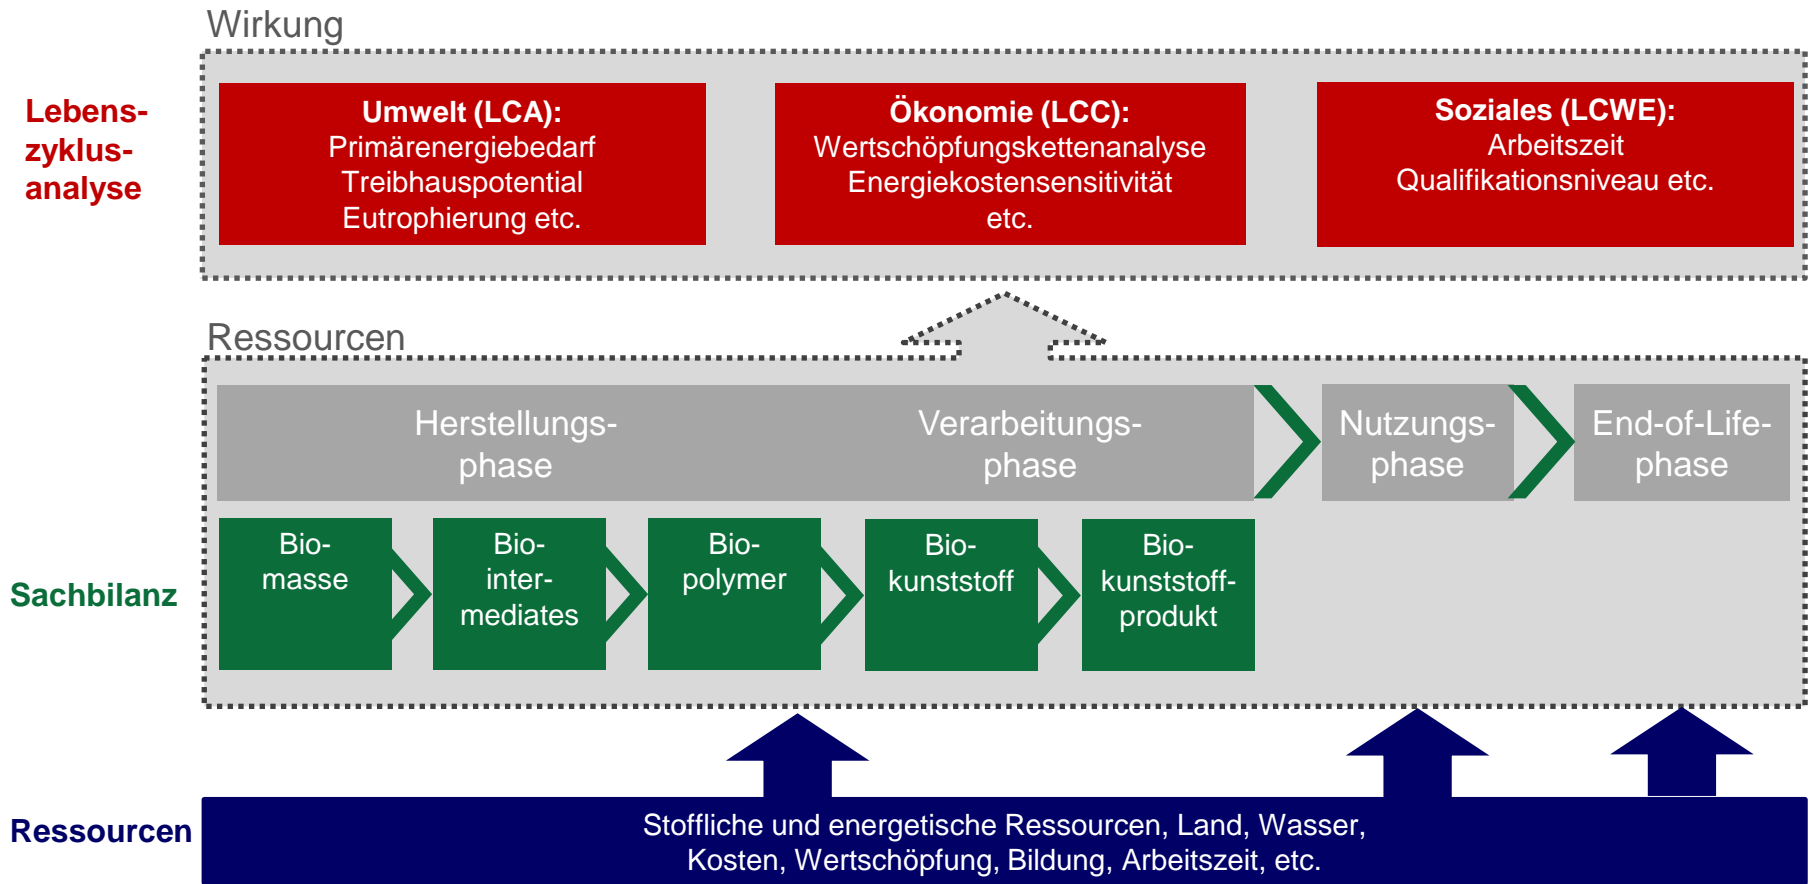 Wirkung
Lebens-
zyklus-
analyse
Umwelt (LCA):
Primärenergiebedarf
Treibhauspotential
Eutrophierung etc.
Ökonomie (LCC):
Wertschöpfungskettenanalyse
Energiekostensensitivität
etc.
Soziales (LCWE):
Arbeitszeit
Qualifikationsniveau etc.
Ressourcen
Herstellungs-
phase
Verarbeitungs-
phase
Nutzungs-
phase
End-of-Life-
phase
Sachbilanz
Bio-
masse
Bio-
inter-
mediates
Bio-
polymer
Bio-
kunststoff
Bio-
kunststoff-
produkt
Ressourcen
Stoffliche und energetische Ressourcen, Land, Wasser,
Kosten, Wertschöpfung, Bildung, Arbeitszeit, etc.